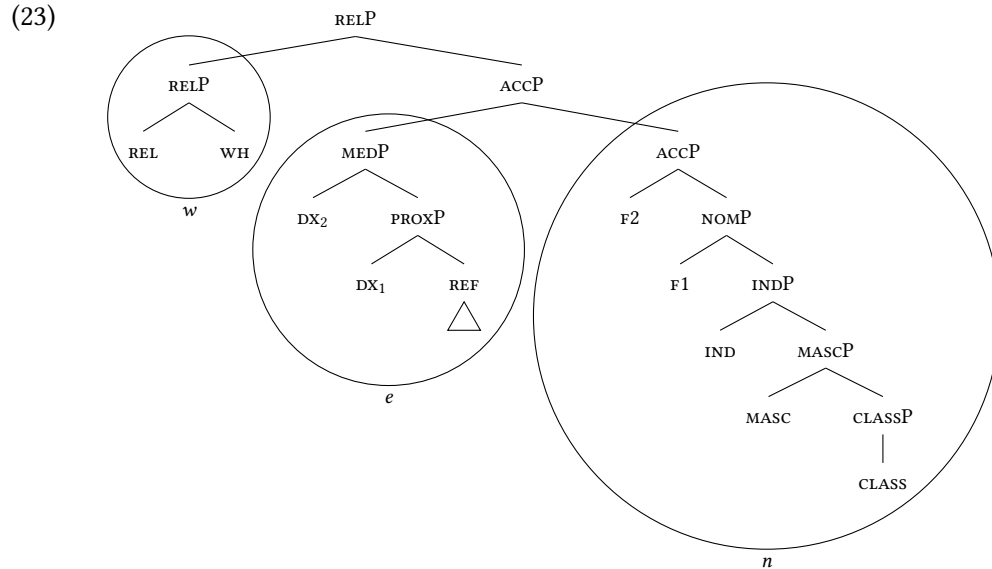 (23)
RELP
RELP ACCP
REL WH MEDP ACCP
w
DX₂ PROXP F2 NOMP
DX₁ REF F1 INDP
IND MASCP
e
MASC CLASSP
CLASS
n